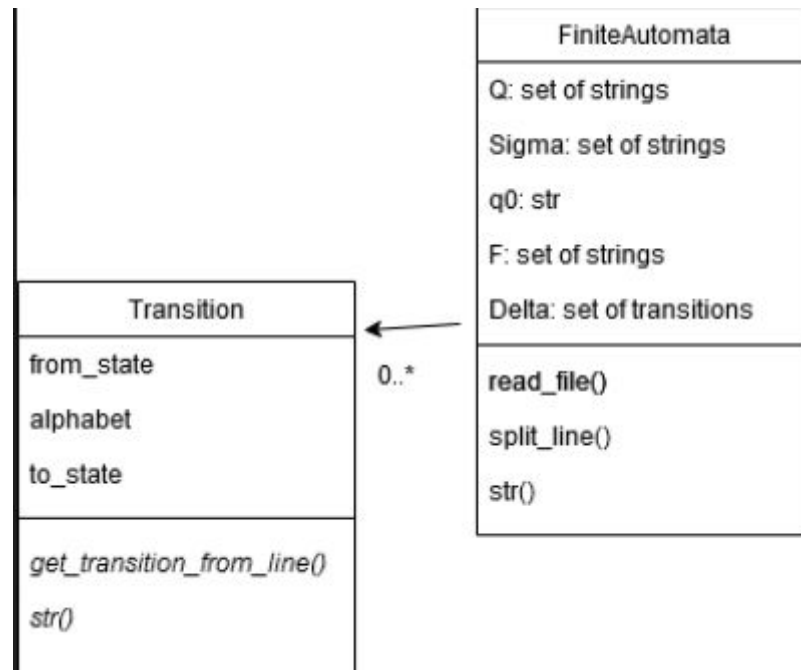 FiniteAutomata
Q: set of strings
Sigma: set of strings
q0: str
F: set of strings
Delta: set of transitions
read_file()
split_line()
str()
0..*
Transition
from_state
alphabet
to_state
get_transition_from_line()
str()